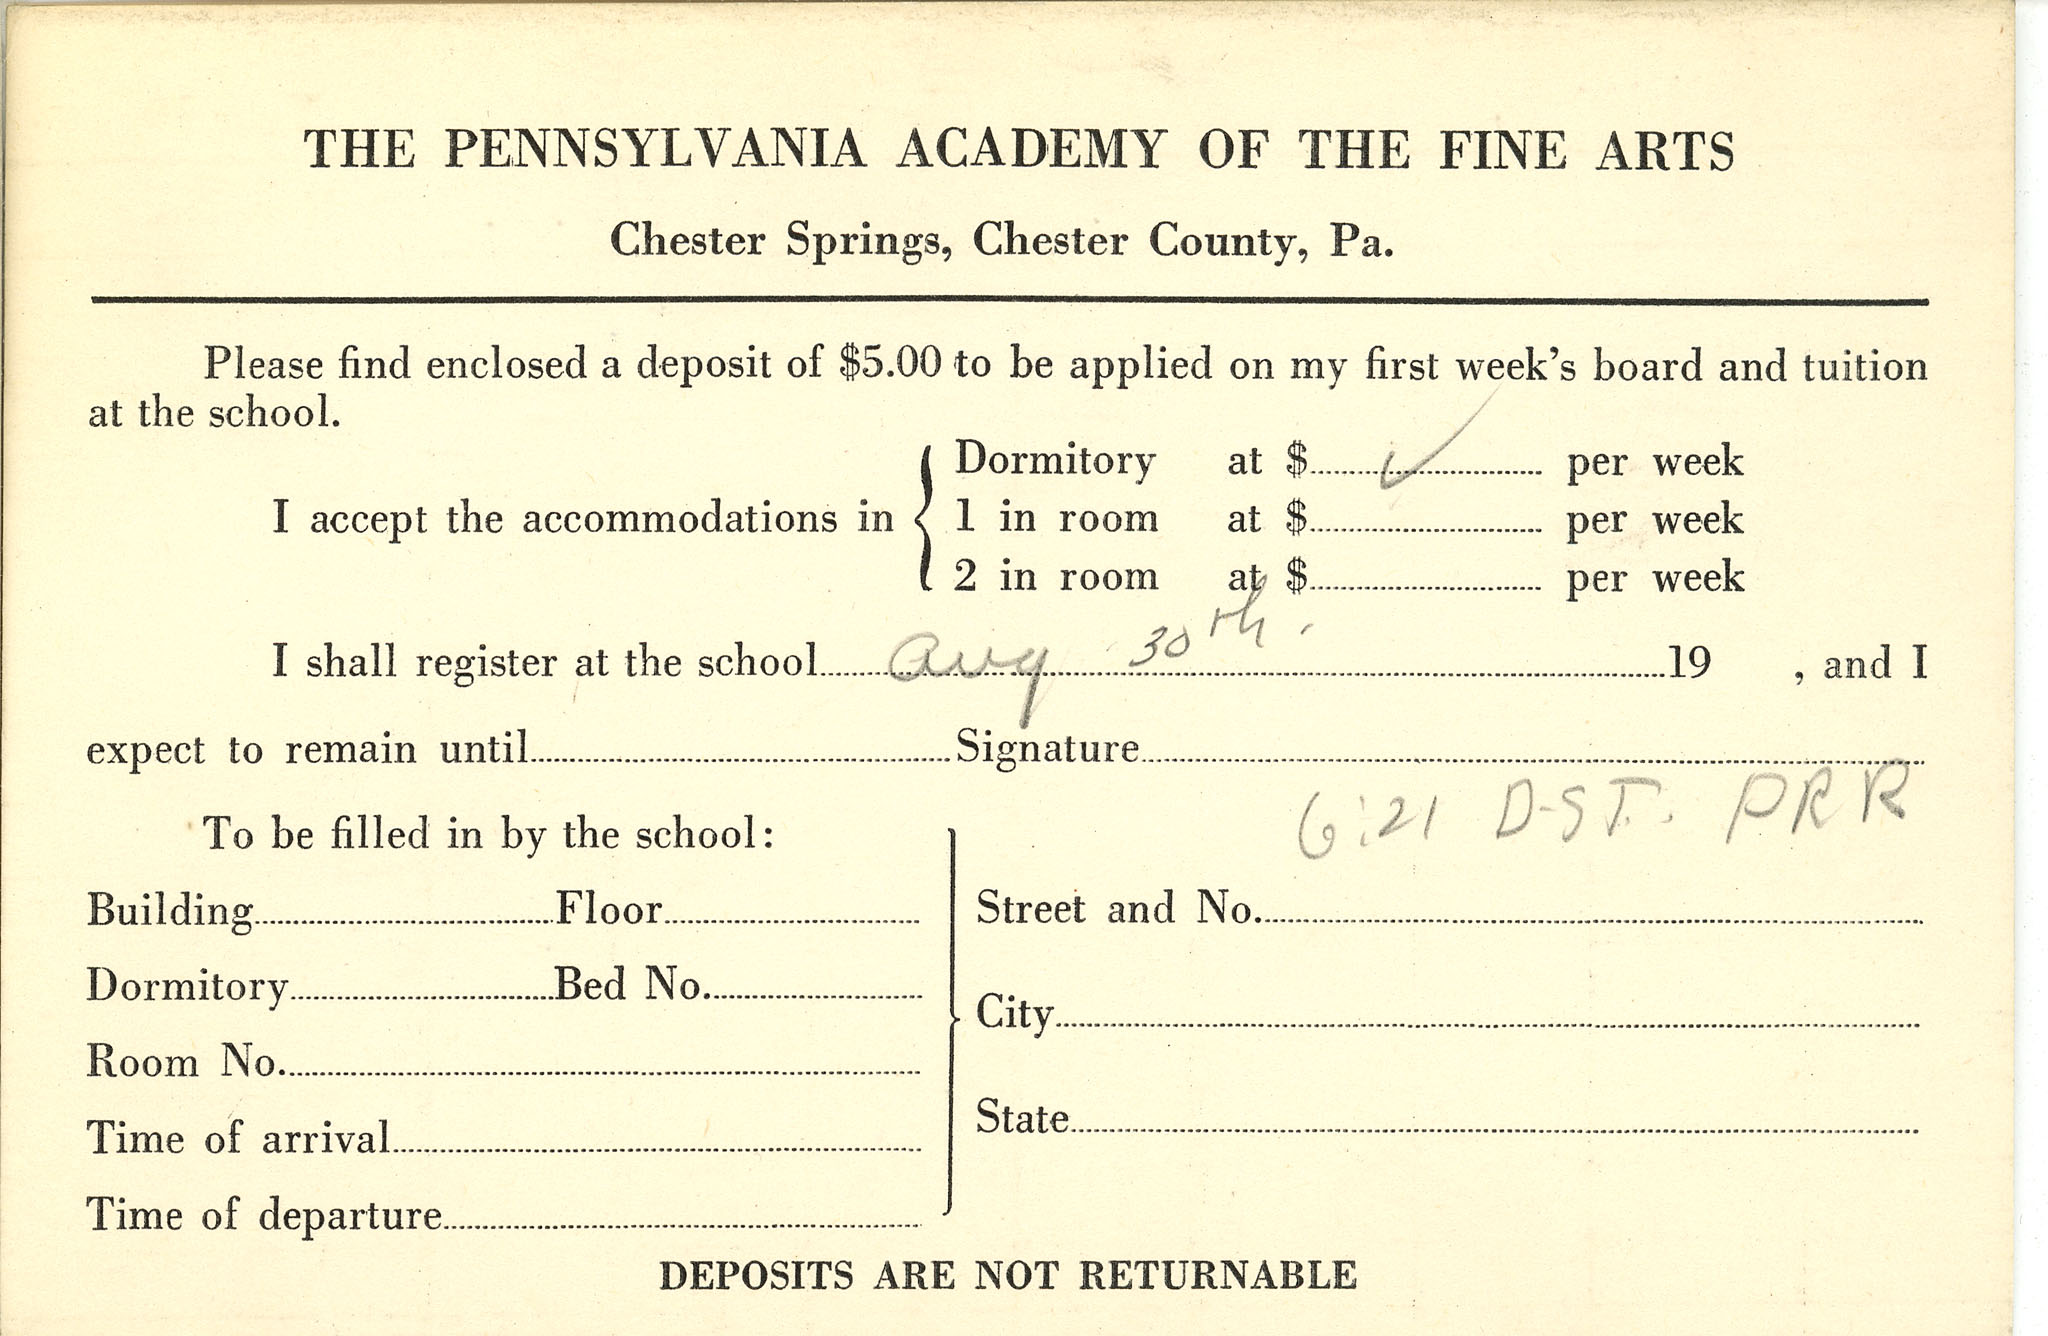 THE PENNSYLVANIA ACADEMY OF THE FINE ARTS
Chester Springs, Chester County, Pa.
Please find enclosed a deposit of $5.00 to be applied on my first week's board and tuition
at the school.
I accept the accommodations in { Dormitory at $ ✓ per week
1 in room at $ per week
2 in room at $ per week
I shall register at the school Aug 30th. 19 , and I
expect to remain until Signature
6:21 D-S.T. PRR
To be filled in by the school:
Building Floor
Dormitory Bed No.
Room No.
Time of arrival
Time of departure
Street and No.
City
State
DEPOSITS ARE NOT RETURNABLE